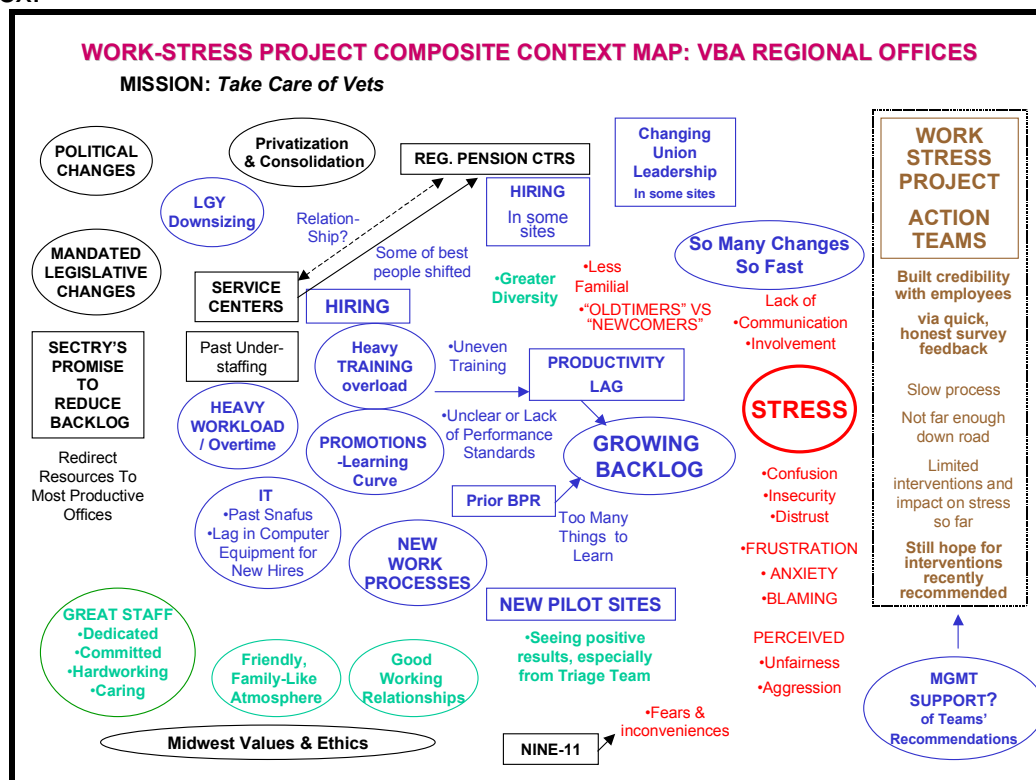 WORK-STRESS PROJECT COMPOSITE CONTEXT MAP: VBA REGIONAL OFFICES
MISSION: Take Care of Vets
POLITICAL
CHANGES
Privatization
& Consolidation
REG. PENSION CTRS
Changing
Union
Leadership
In some sites
LGY
Downsizing
HIRING
In some
sites
Relation-
Ship?
Some of best
people shifted
So Many Changes
So Fast
MANDATED
LEGISLATIVE
CHANGES
SERVICE
CENTERS
•Greater
Diversity
•Less
Familial
•"OLDTIMERS" VS
"NEWCOMERS"
Lack of
•Communication
•Involvement
HIRING
SECTRY'S
PROMISE
TO
REDUCE
BACKLOG
Past Under-
staffing
Heavy
TRAINING
overload
•Uneven
Training
PRODUCTIVITY
LAG
STRESS
HEAVY
WORKLOAD
/ Overtime
PROMOTIONS
-Learning
Curve
•Unclear or Lack
of Performance
Standards
GROWING
BACKLOG
Redirect
Resources To
Most Productive
Offices
IT
•Past Snafus
•Lag in Computer
Equipment for
New Hires
Prior BPR
Too Many
Things to
Learn
•Confusion
•Insecurity
•Distrust
NEW
WORK
PROCESSES
•FRUSTRATION
• ANXIETY
•BLAMING
NEW PILOT SITES
•Seeing positive
results, especially
from Triage Team
PERCEIVED
•Unfairness
•Aggression
GREAT STAFF
•Dedicated
•Committed
•Hardworking
•Caring
Friendly,
Family-Like
Atmosphere
Good
Working
Relationships
Midwest Values & Ethics
NINE-11
•Fears &
inconveniences
WORK
STRESS
PROJECT
ACTION
TEAMS
Built credibility
with employees
via quick,
honest survey
feedback
Slow process
Not far enough
down road
Limited
interventions and
impact on stress
so far
Still hope for
interventions
recently
recommended
MGMT
SUPPORT?
of Teams'
Recommendations